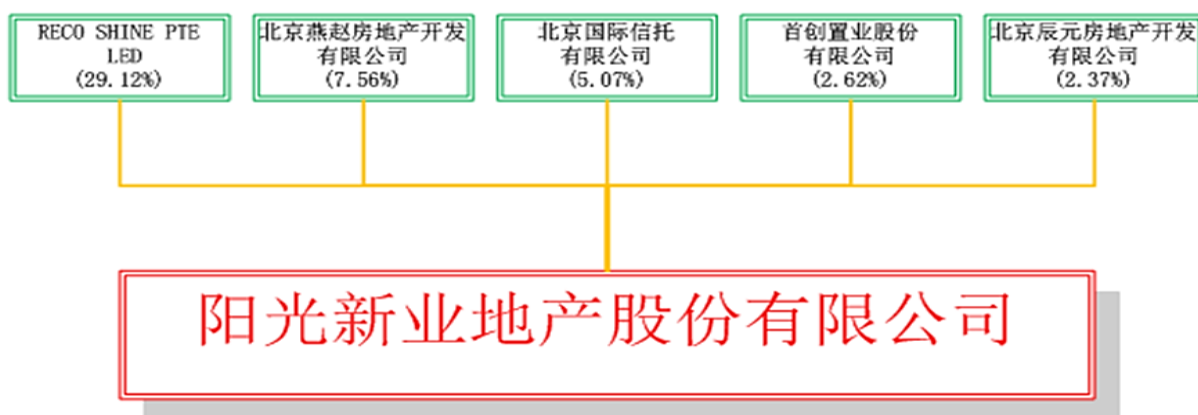 RECO SHINE PTE
LED
(29.12%)
北京燕赵房地产开发
有限公司
(7.56%)
北京国际信托
有限公司
(5.07%)
首创置业股份
有限公司
(2.62%)
北京辰元房地产开发
有限公司
(2.37%)
阳光新业地产股份有限公司